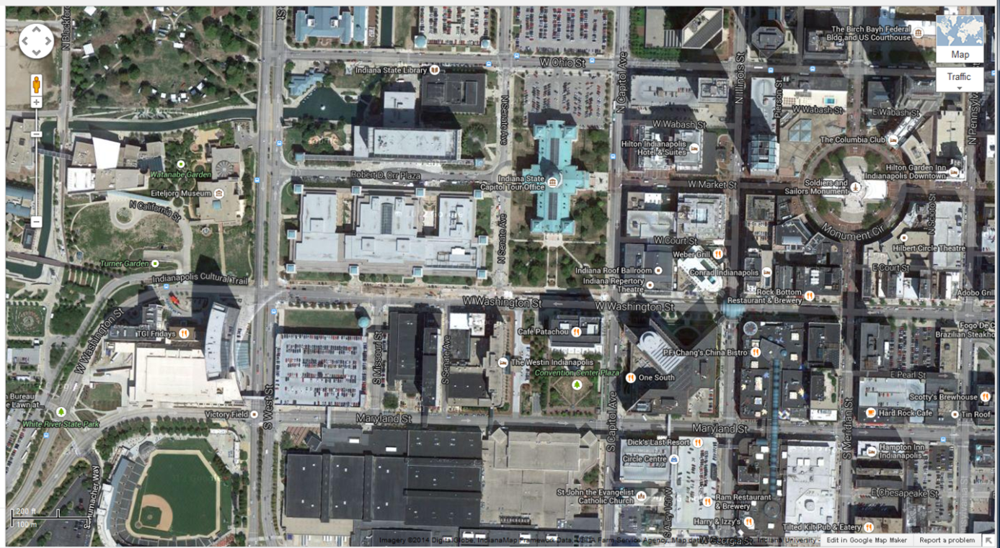 N Blackfor
The Birch Bayh Federal
Bldg and US Courthouse
Map
Traffic
W Ohio St
Indiana State Library
N Capitol Ave
N Illinois St
Pierson St
N Senate Ave
W Wabash St
E Wabash St
W Wabash St
N Pennsylv
The Columbia Club
Hilton Indianapolis
Hotel & Suites
Hilton Garden Inn
Indianapolis Downtown
Watanabe Garden
Robert D. Orr Plaza
Indiana State
Capitol Tour Office
W Market St
Soldiers and
Sailors Monument
Eiteljorg Museum
N California St
N Scioto St
Monument Cir
N Senate Ave
W Court St
Hilbert Circle Theatre
Weber Grill
Turner Garden
E Court St
Indiana Roof Ballroom
Conrad Indianapolis
Indianapolis Cultural Trail
Indiana Repertory
Theatre
Rock Bottom
Restaurant & Brewery
Adobo Grill
W Washington St
W Washington St
W Washington St
TGI Fridays
Cafe Patachou
Fogo De C
Brazilian Steakho
S Missouri St
S Senate Ave
PF Chang's China Bistro
The Westin Indianapolis
Convention Center Plaza
One South
E Pearl St
n Bureau
e Lawn at...
Scotty's Brewhouse
S West St
Victory Field
Maryland St
S Capitol Ave
Maryland St
S Meridian St
Hard Rock Cafe
Tin Roof
White River State Park
Dick's Last Resort
Circle Centre
Hampton Inn
Indianapolis...
St John the Evangelist
Catholic Church
E Chesapeake St
Ram Restaurant
& Brewery
Harry & Izzy's
Tilted Kilt Pub & Eatery
200 ft
100 m
Imagery ©2014 DigitalGlobe, IndianaMap Framework Data, USDA Farm Service Agency, Map dat
W Georgia St
Indiana University -
Edit in Google Map Maker
Report a problem